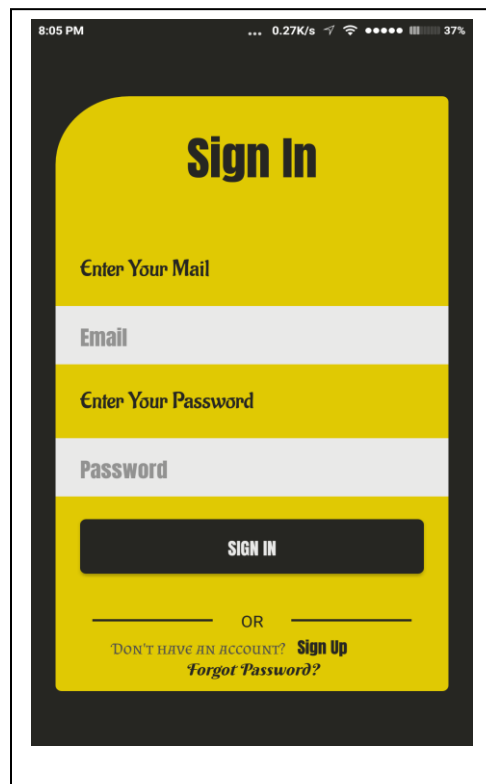 8:05 PM ... 0.27K/s 37%
Sign In
Enter Your Mail
Email
Enter Your Password
Password
SIGN IN
OR
Don't have an account? Sign Up
Forgot Password?